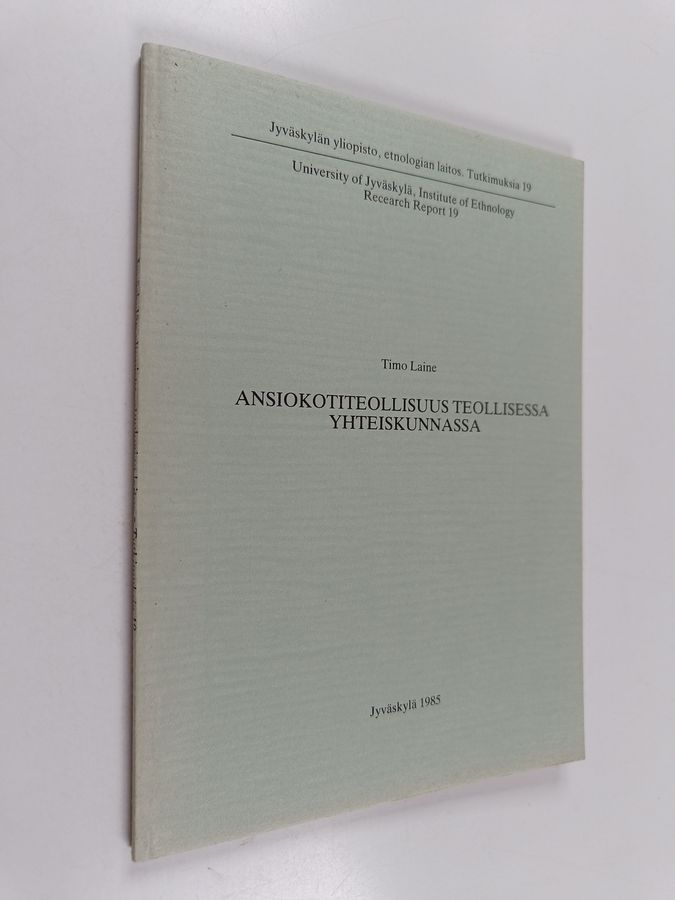 Jyväskylän yliopisto, etnologian laitos. Tutkimuksia 19
University of Jyväskylä, Institute of Ethnology
Recearch Report 19
Timo Laine
ANSIOKOTITEOLLISUUS TEOLLISESSA
YHTEISKUNNASSA
Jyväskylä 1985